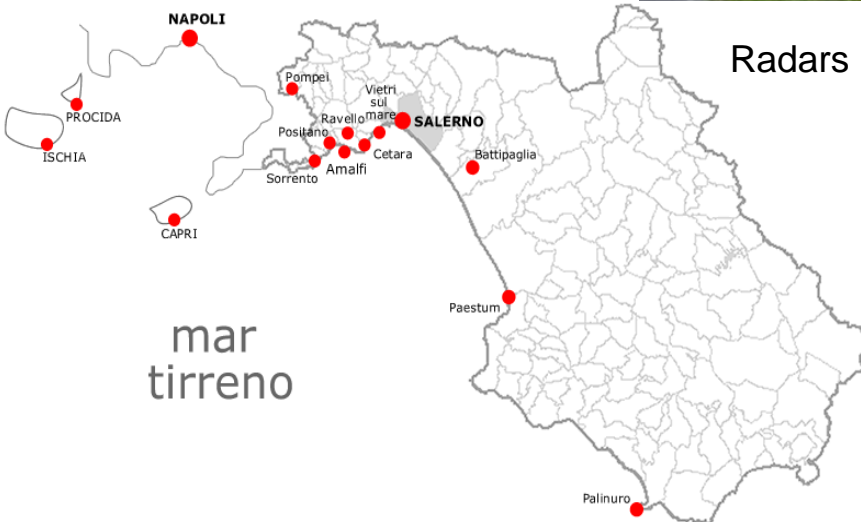 NAPOLI
Radars
Pompei
Vietri
sul
mare
PROCIDA
Ravello
SALERNO
Positano
ISCHIA
Cetara
Battipaglia
Amalfi
Sorrento
CAPRI
Paestum
mar
tirreno
Palinuro